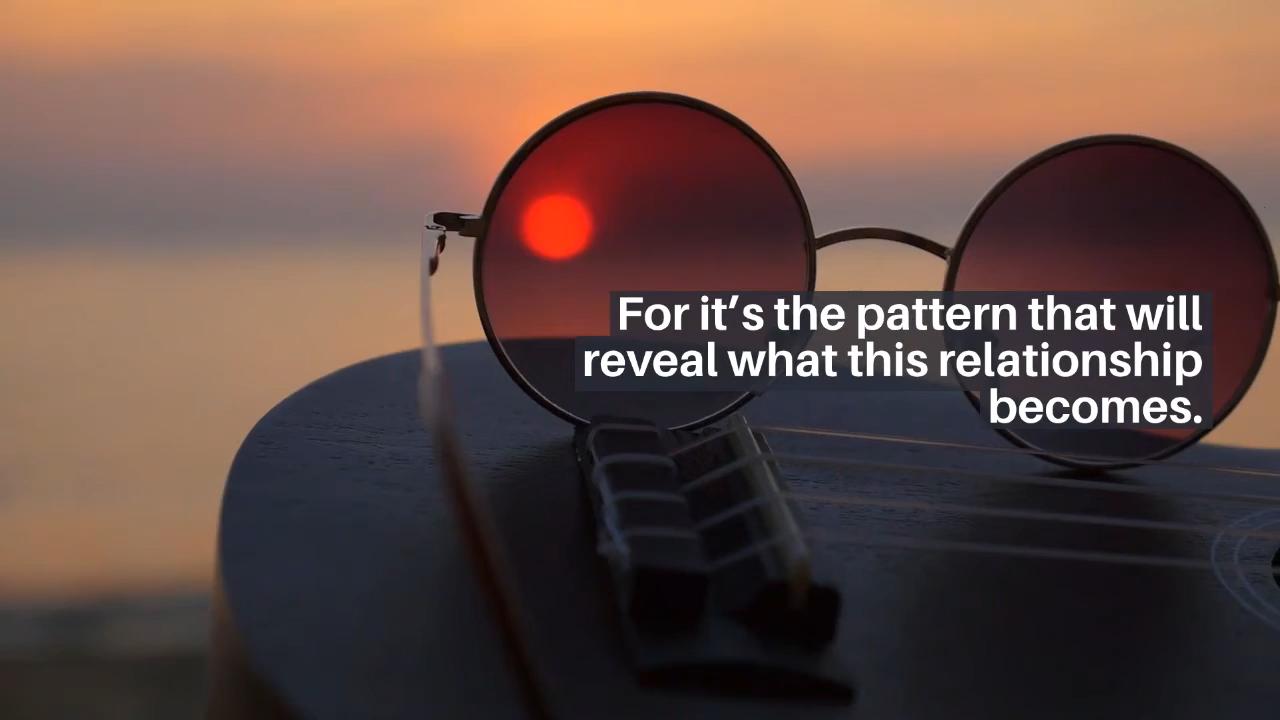 For it’s the pattern that will
reveal what this relationship
becomes.